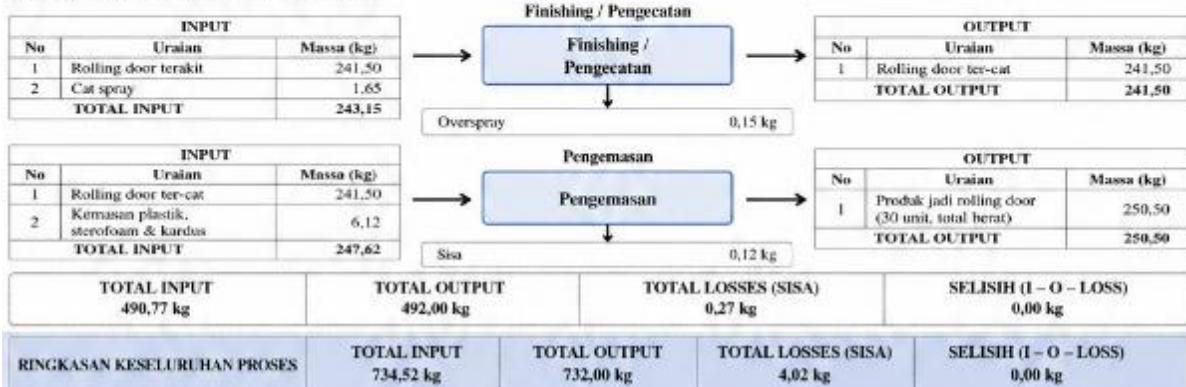 Finishing / Pengecatan
INPUT
No Uraian Massa (kg)
1 Rolling door terakit 241,50
2 Cat spray 1,65
TOTAL INPUT 243,15
Finishing /
Pengecatan
Overspray 0,15 kg
OUTPUT
No Uraian Massa (kg)
1 Rolling door ter-cat 241,50
TOTAL OUTPUT 241,50
INPUT
No Uraian Massa (kg)
1 Rolling door ter-cat 241,50
2 Kemasan plastik, 6,12
sterofoam & kardus
TOTAL INPUT 247,62
Pengemasan
Pengemasan
Sisa 0,12 kg
OUTPUT
No Uraian Massa (kg)
1 Produk jadi rolling door 250,50
(30 unit, total berat)
TOTAL OUTPUT 250,50
TOTAL INPUT TOTAL OUTPUT TOTAL LOSSES (SISA) SELISIH (I – O – LOSS)
490,77 kg 492,00 kg 0,27 kg 0,00 kg
RINGKASAN KESELURUHAN PROSES TOTAL INPUT TOTAL OUTPUT TOTAL LOSSES (SISA) SELISIH (I – O – LOSS)
734,52 kg 732,00 kg 4,02 kg 0,00 kg